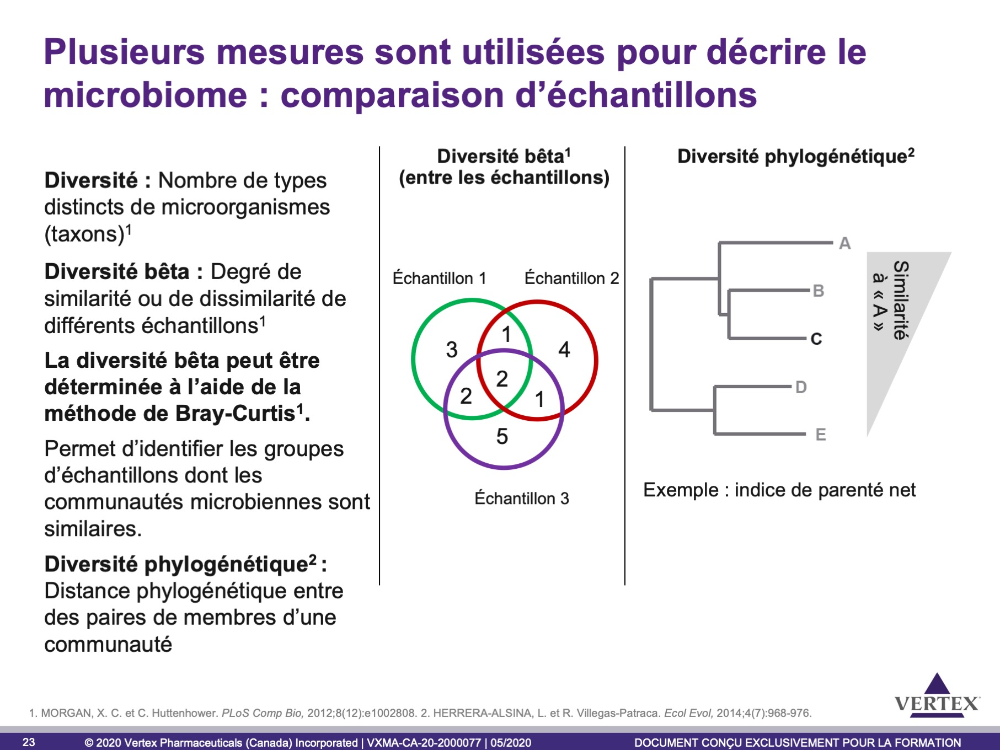 Plusieurs mesures sont utilisées pour décrire le
microbiome : comparaison d’échantillons
Diversité : Nombre de types
distincts de microorganismes
(taxons)1
Diversité bêta : Degré de
similarité ou de dissimilarité de
différents échantillons1
La diversité bêta peut être
déterminée à l’aide de la
méthode de Bray-Curtis1.
Permet d’identifier les groupes
d’échantillons dont les
communautés microbiennes sont
similaires.
Diversité phylogénétique2 :
Distance phylogénétique entre
des paires de membres d’une
communauté
Diversité bêta1
(entre les échantillons)
Échantillon 1
Échantillon 2
3
1
4
2
2
1
5
Échantillon 3
Diversité phylogénétique2
A
B
C
D
E
Similarité
à « A »
Exemple : indice de parenté net
VERTEX
1. MORGAN, X. C. et C. Huttenhower. PLoS Comp Bio, 2012;8(12):e1002808. 2. HERRERA-ALSINA, L. et R. Villegas-Patraca. Ecol Evol, 2014;4(7):968-976.
23
© 2020 Vertex Pharmaceuticals (Canada) Incorporated | VXMA-CA-20-2000077 | 05/2020
DOCUMENT CONÇU EXCLUSIVEMENT POUR LA FORMATION